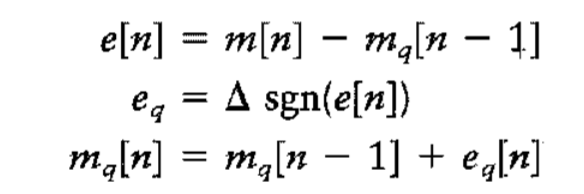 e[n] = m[n] − m_q[n − 1]
e_q = Δ sgn(e[n])
m_q[n] = m_q[n − 1] + e_q[n]